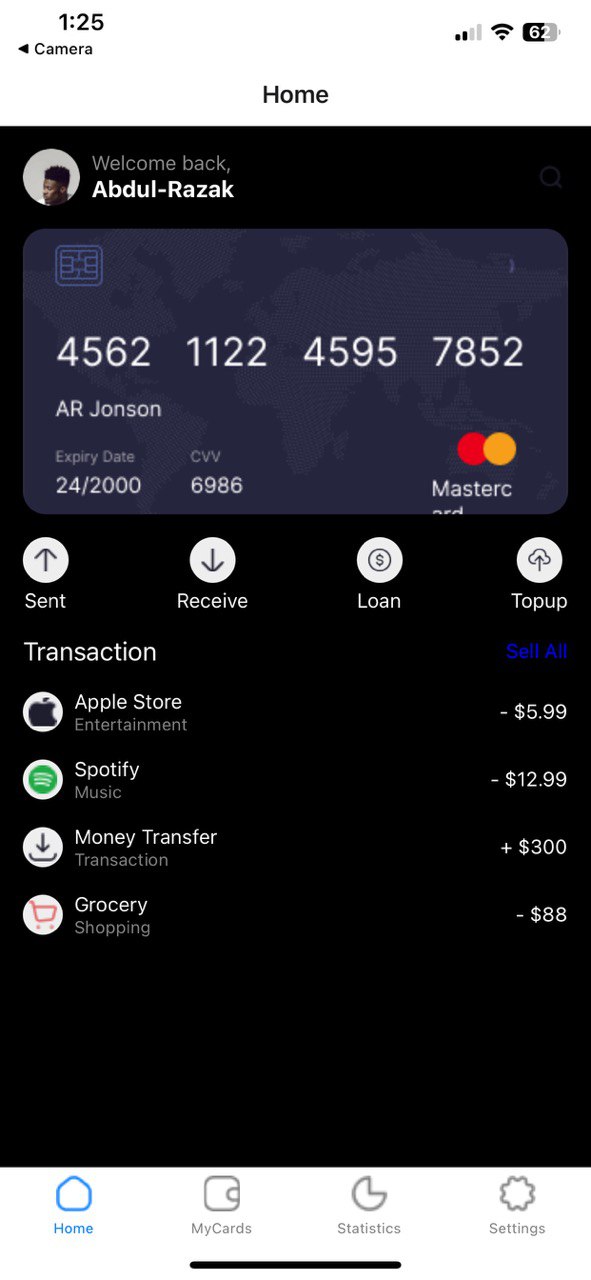 1:25
62
◀ Camera
Home
Welcome back,
Abdul-Razak
4562 1122 4595 7852
AR Jonson
Expiry Date CVV
24/2000 6986
Masterc
ard
Sent Receive Loan Topup
Transaction Sell All
Apple Store
Entertainment
- $5.99
Spotify
Music
- $12.99
Money Transfer
Transaction
+ $300
Grocery
Shopping
- $88
Home MyCards Statistics Settings